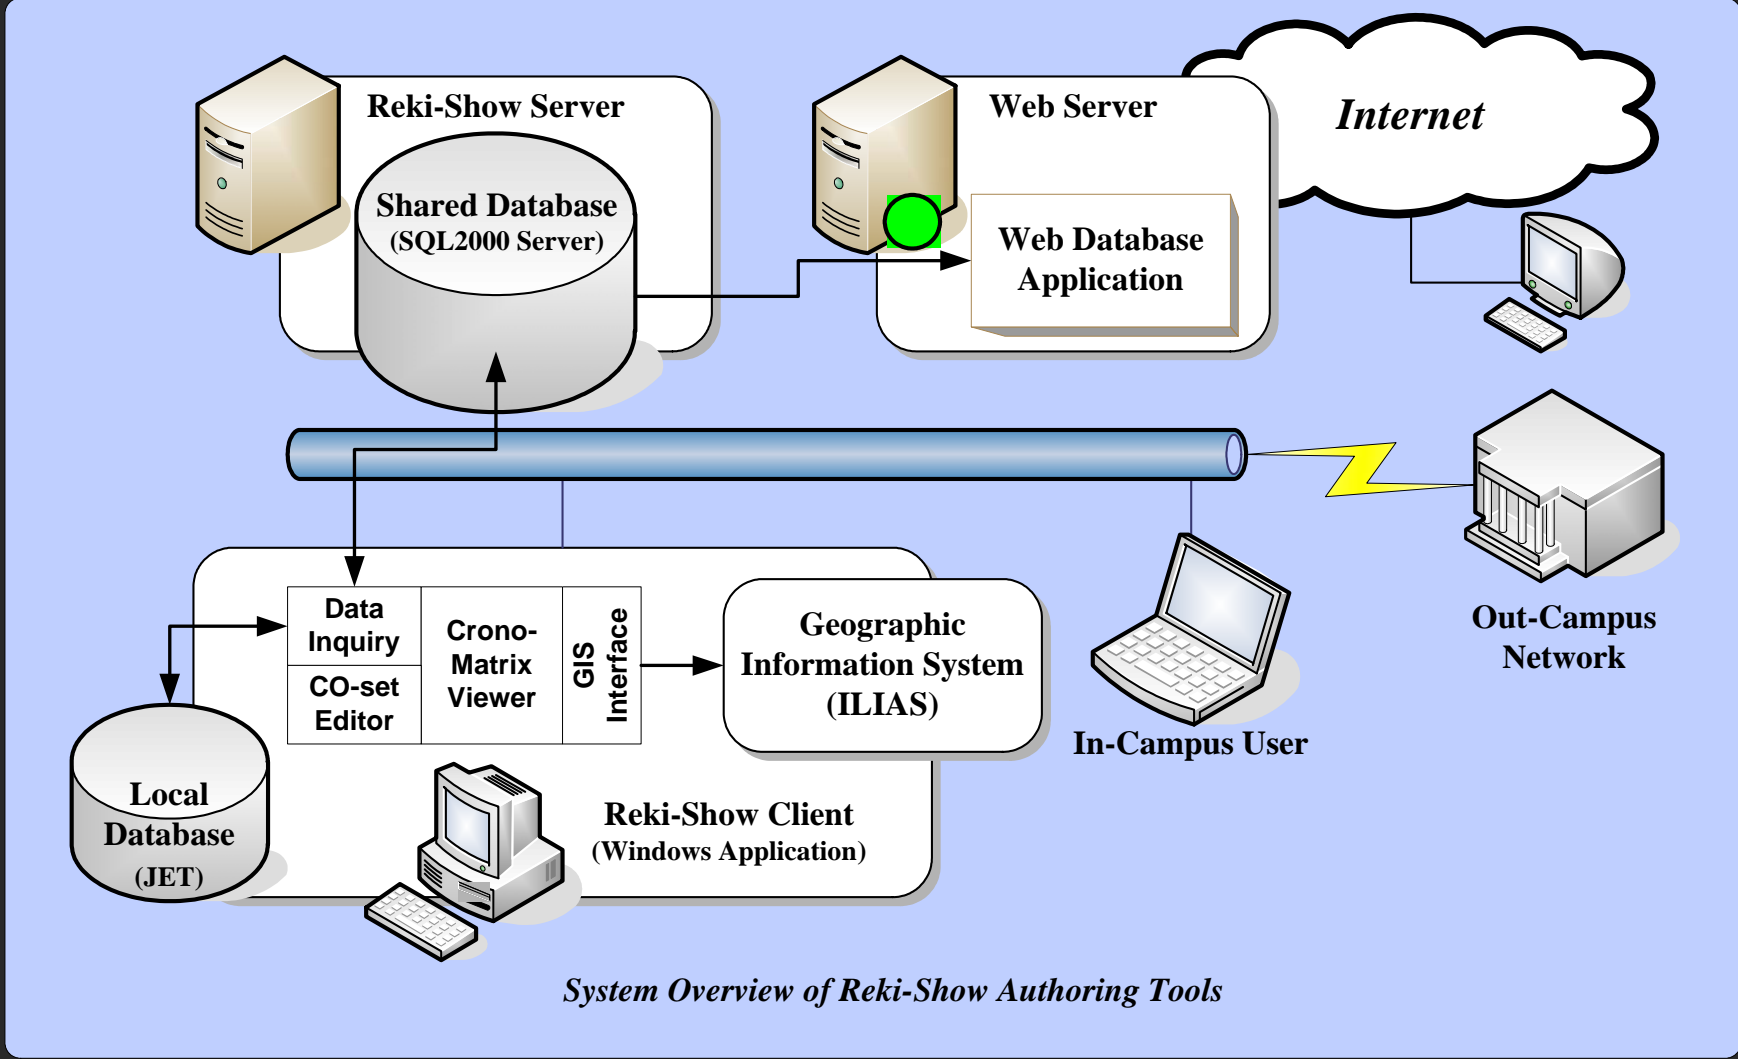 Reki-Show Server
Shared Database
(SQL2000 Server)
Web Server
Web Database
Application
Internet
Data
Inquiry
CO-set
Editor
Crono-
Matrix
Viewer
GIS
Interface
Geographic
Information System
(ILIAS)
In-Campus User
Out-Campus
Network
Local
Database
(JET)
Reki-Show Client
(Windows Application)
System Overview of Reki-Show Authoring Tools